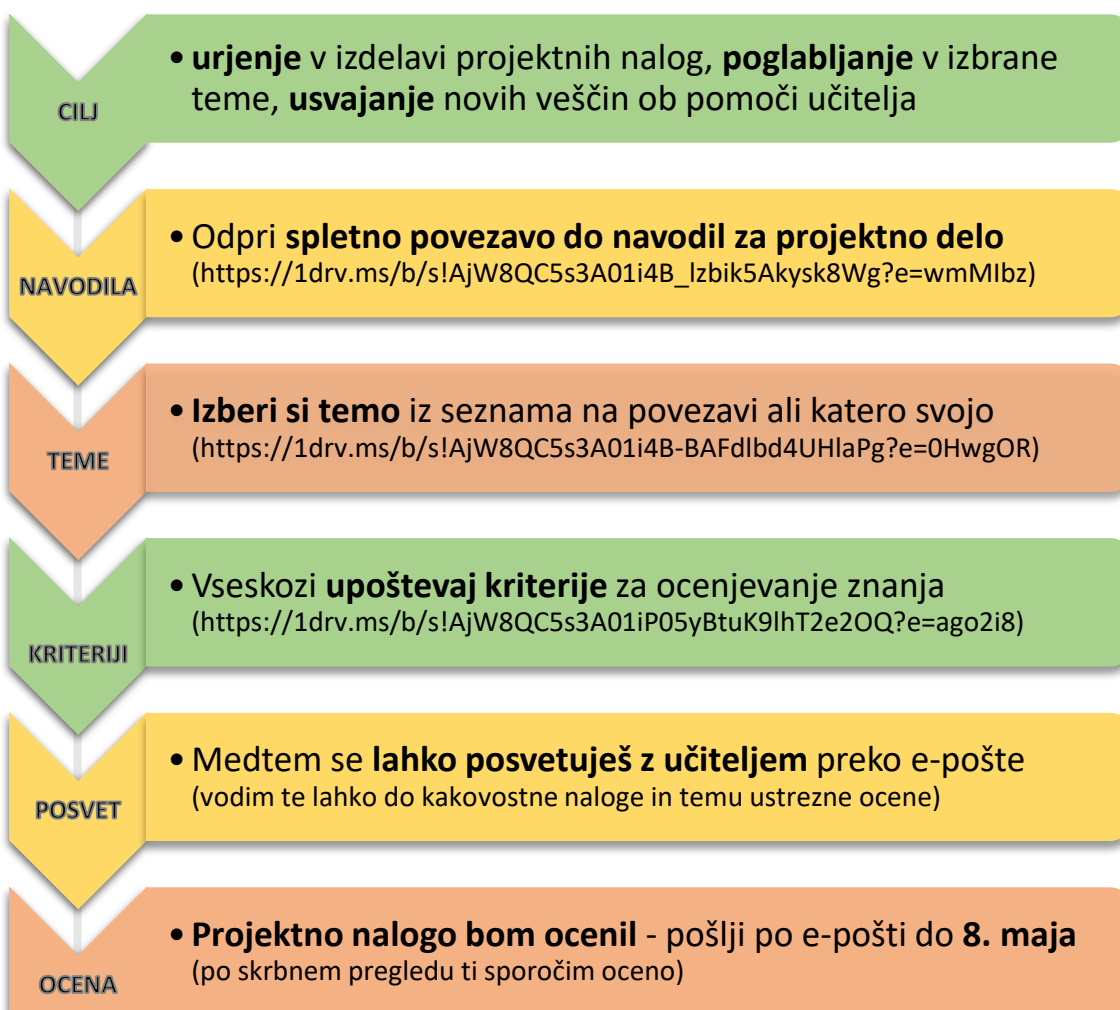 CILJ
• urjenje v izdelavi projektnih nalog, poglabljanje v izbrane
teme, usvajanje novih veščin ob pomoči učitelja
NAVODILA
• Odpri spletno povezavo do navodil za projektno delo
(https://1drv.ms/b/s!AjW8QC5s3A01i4B_lzbik5Akysk8Wg?e=wmMIbz)
TEME
• Izberi si temo iz seznama na povezavi ali katero svojo
(https://1drv.ms/b/s!AjW8QC5s3A01i4B-BAFdlbd4UHlaPg?e=0HwgOR)
KRITERIJI
• Vseskozi upoštevaj kriterije za ocenjevanje znanja
(https://1drv.ms/b/s!AjW8QC5s3A01iP05yBtuK9lhT2e2OQ?e=ago2i8)
POSVET
• Medtem se lahko posvetuješ z učiteljem preko e-pošte
(vodim te lahko do kakovostne naloge in temu ustrezne ocene)
OCENA
• Projektno nalogo bom ocenil - pošlji po e-pošti do 8. maja
(po skrbnem pregledu ti sporočim oceno)